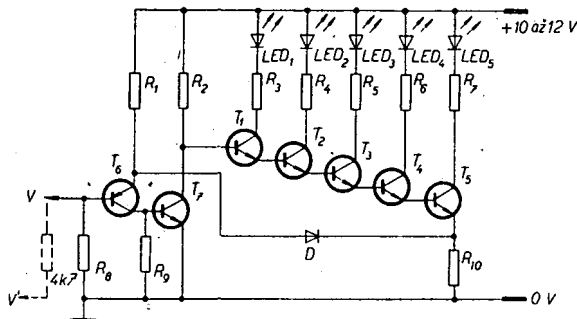 +10 až 12 V
LED1 LED2 LED3 LED4 LED5
R1 R2 R3 R4 R5 R6 R7
T1
T2
T3
T4
T5
T6
T7
V
D
R8 R9 R10
4k7
V'
0 V